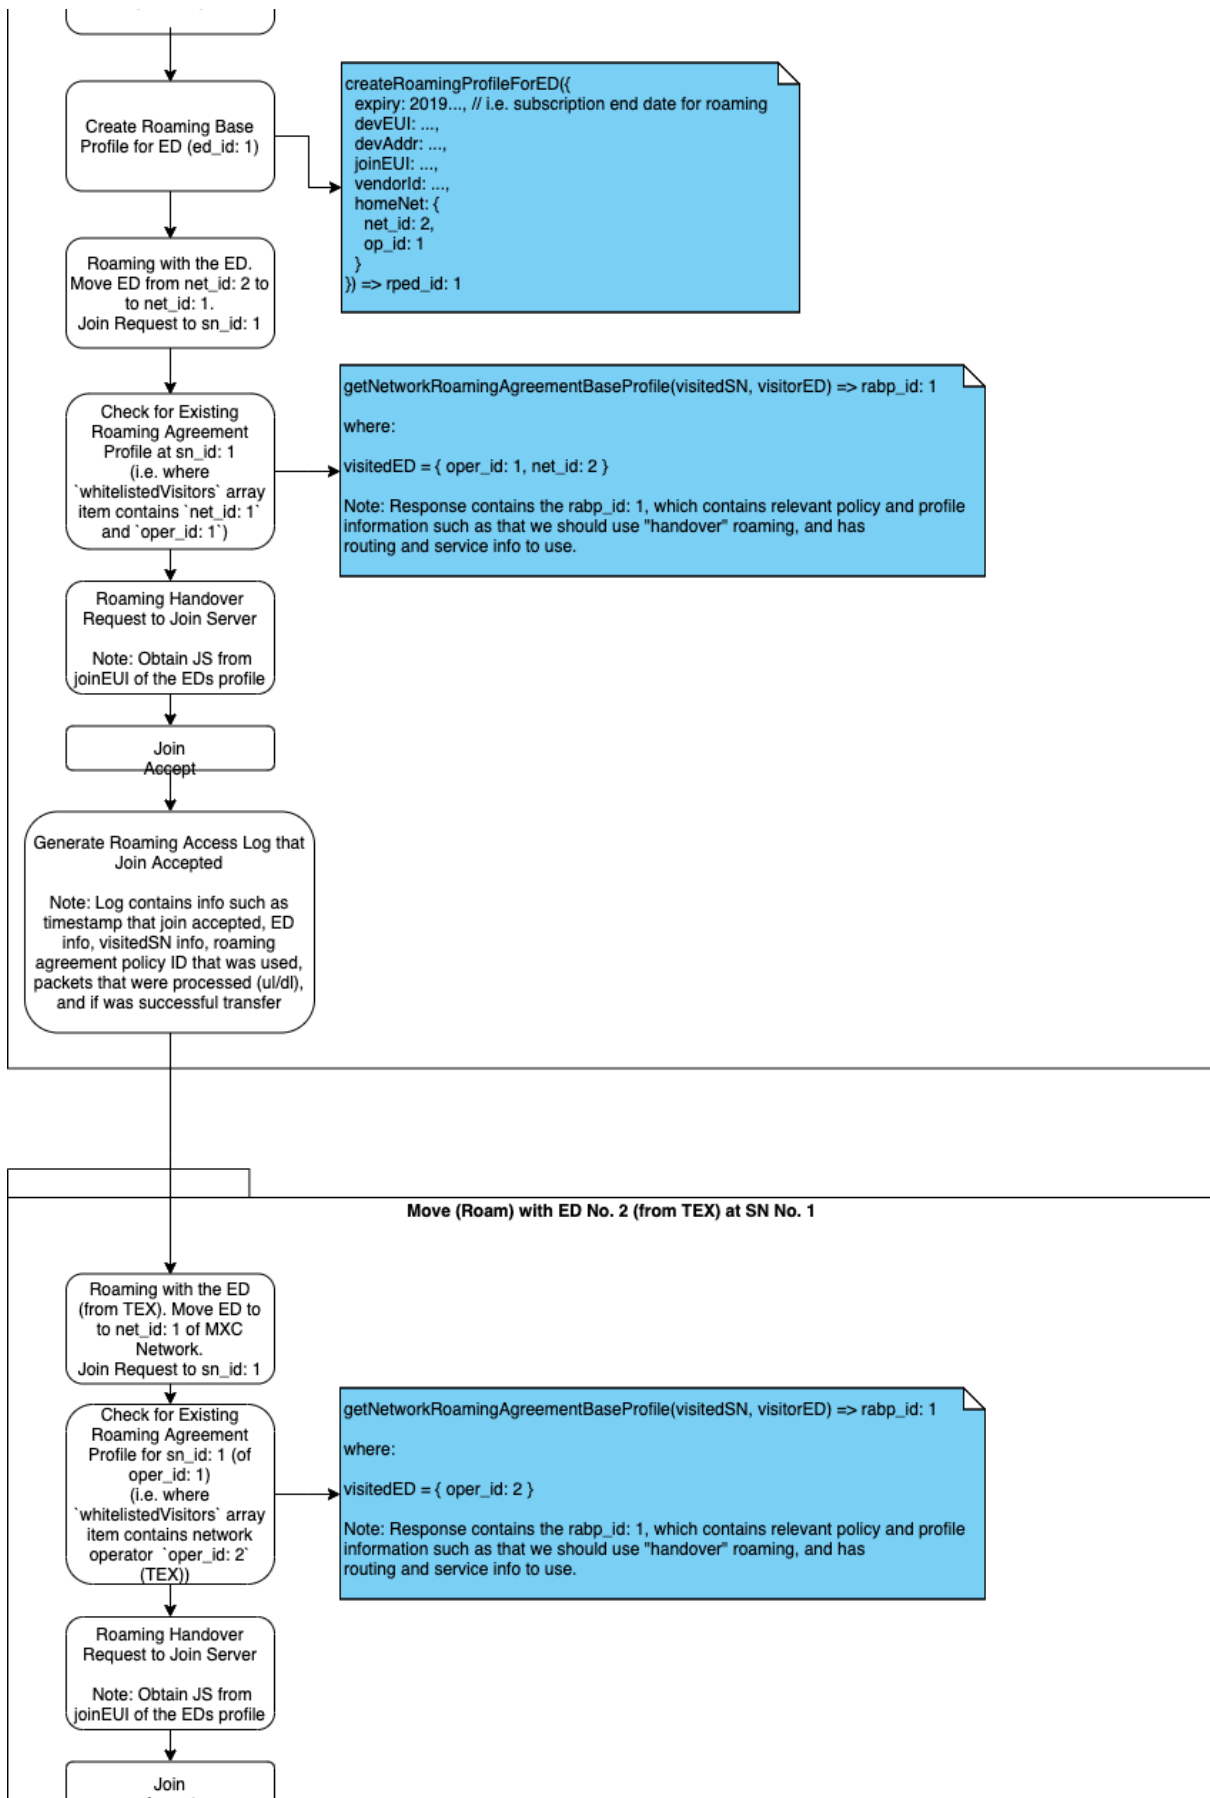 Create Roaming Base
Profile for ED (ed_id: 1)
createRoamingProfileForED({
expiry: 2019..., // i.e. subscription end date for roaming
devEUI: ...,
devAddr: ...,
joinEUI: ...,
vendorId: ...,
homeNet: {
net_id: 2,
op_id: 1
}
}) => rped_id: 1
Roaming with the ED.
Move ED from net_id: 2 to
to net_id: 1.
Join Request to sn_id: 1
Check for Existing
Roaming Agreement
Profile at sn_id: 1
(i.e. where
`whitelistedVisitors` array
item contains `net_id: 1`
and `oper_id: 1`)
getNetworkRoamingAgreementBaseProfile(visitedSN, visitorED) => rabp_id: 1
where:
visitedED = { oper_id: 1, net_id: 2 }
Note: Response contains the rabp_id: 1, which contains relevant policy and profile
information such as that we should use "handover" roaming, and has
routing and service info to use.
Roaming Handover
Request to Join Server
Note: Obtain JS from
joinEUI of the EDs profile
Join
Accept
Generate Roaming Access Log that
Join Accepted
Note: Log contains info such as
timestamp that join accepted, ED
info, visitedSN info, roaming
agreement policy ID that was used,
packets that were processed (ul/dl),
and if was successful transfer
Move (Roam) with ED No. 2 (from TEX) at SN No. 1
Roaming with the ED
(from TEX). Move ED to
to net_id: 1 of MXC
Network.
Join Request to sn_id: 1
Check for Existing
Roaming Agreement
Profile for sn_id: 1 (of
oper_id: 1)
(i.e. where
`whitelistedVisitors` array
item contains network
operator `oper_id: 2`
(TEX))
getNetworkRoamingAgreementBaseProfile(visitedSN, visitorED) => rabp_id: 1
where:
visitedED = { oper_id: 2 }
Note: Response contains the rabp_id: 1, which contains relevant policy and profile
information such as that we should use "handover" roaming, and has
routing and service info to use.
Roaming Handover
Request to Join Server
Note: Obtain JS from
joinEUI of the EDs profile
Join